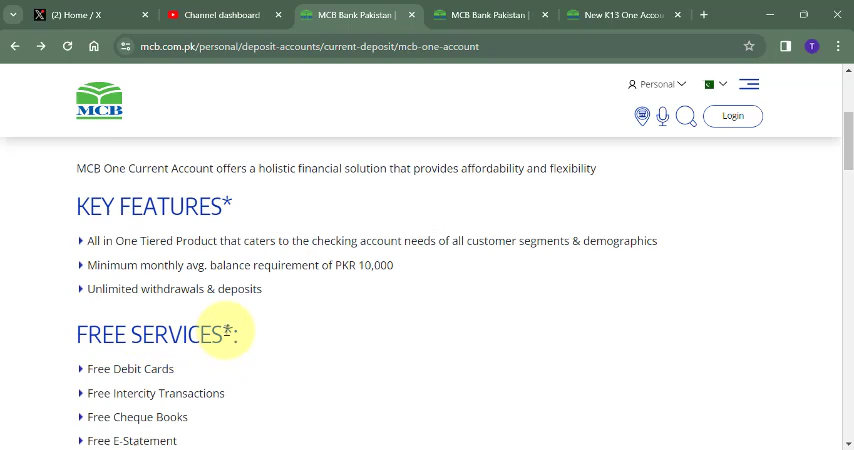 (2) Home / X
Channel dashboard
MCB Bank Pakistan |
MCB Bank Pakistan |
New K13 One Accou
mcb.com.pk/personal/deposit-accounts/current-deposit/mcb-one-account
T
MCB
Personal
Login
MCB One Current Account offers a holistic financial solution that provides affordability and flexibility
KEY FEATURES*
All in One Tiered Product that caters to the checking account needs of all customer segments & demographics
Minimum monthly avg. balance requirement of PKR 10,000
Unlimited withdrawals & deposits
FREE SERVICES*:
Free Debit Cards
Free Intercity Transactions
Free Cheque Books
Free E-Statement